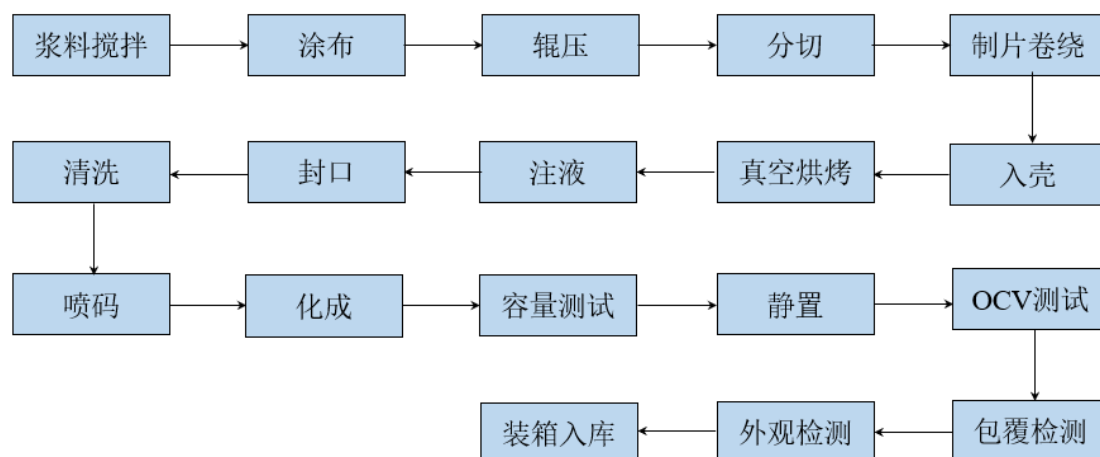 浆料搅拌
涂布
辊压
分切
制片卷绕
入壳
真空烘烤
注液
封口
清洗
喷码
化成
容量测试
静置
OCV测试
包覆检测
外观检测
装箱入库